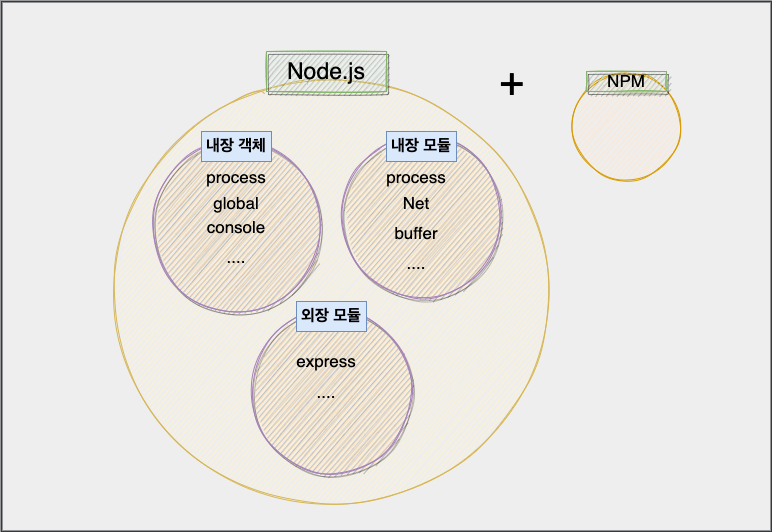 Node.js
+
NPM
내장 객체
process
global
console
....
내장 모듈
process
Net
buffer
....
외장 모듈
express
....